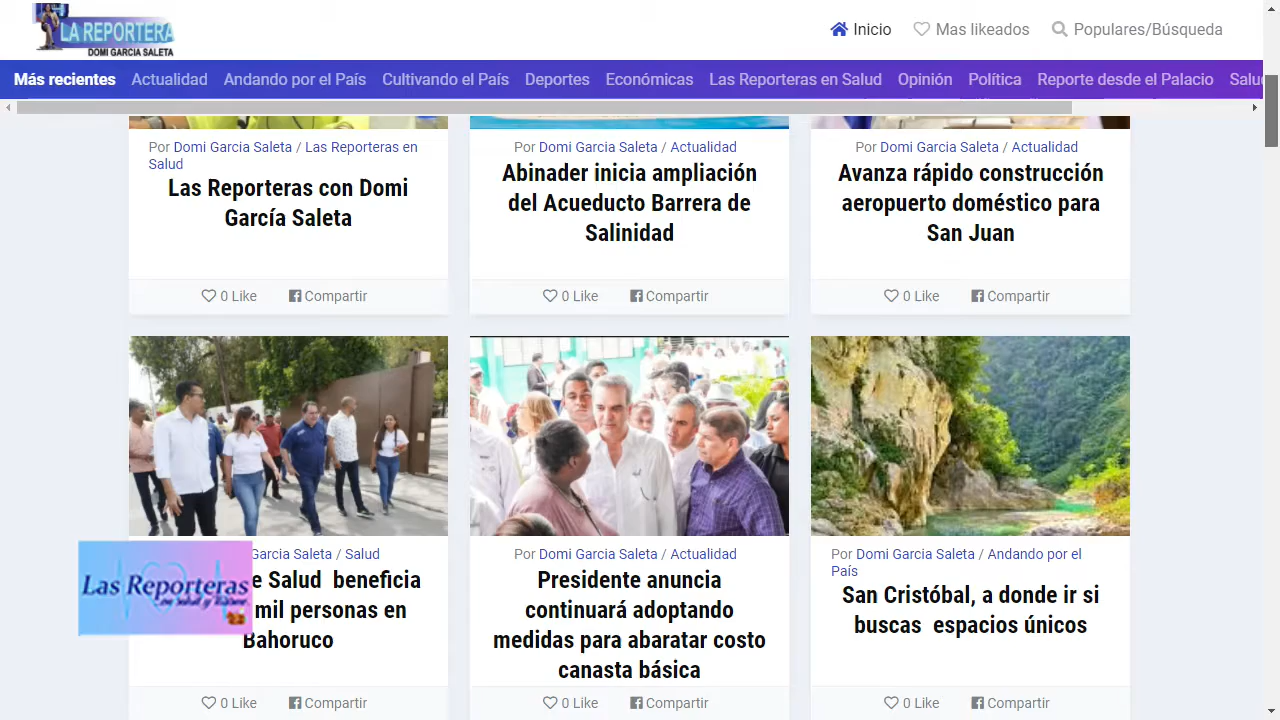 LA REPORTERA
DOMI GARCIA SALETA
Inicio
Mas likeados
Populares/Búsqueda
Más recientes
Actualidad
Andando por el País
Cultivando el País
Deportes
Económicas
Las Reporteras en Salud
Opinión
Política
Reporte desde el Palacio
Por Domi Garcia Saleta / Las Reporteras en
Salud
Las Reporteras con Domi
García Saleta
0 Like
Compartir
Por Domi Garcia Saleta / Actualidad
Abinader inicia ampliación
del Acueducto Barrera de
Salinidad
0 Like
Compartir
Por Domi Garcia Saleta / Actualidad
Avanza rápido construcción
aeropuerto doméstico para
San Juan
0 Like
Compartir
Garcia Saleta / Salud
e Salud beneficia
mil personas en
Bahoruco
0 Like
Compartir
Las Reporteras
Por Domi Garcia Saleta / Actualidad
Presidente anuncia
continuará adoptando
medidas para abaratar costo
canasta básica
0 Like
Compartir
Por Domi Garcia Saleta / Andando por el
País
San Cristóbal, a donde ir si
buscas espacios únicos
0 Like
Compartir